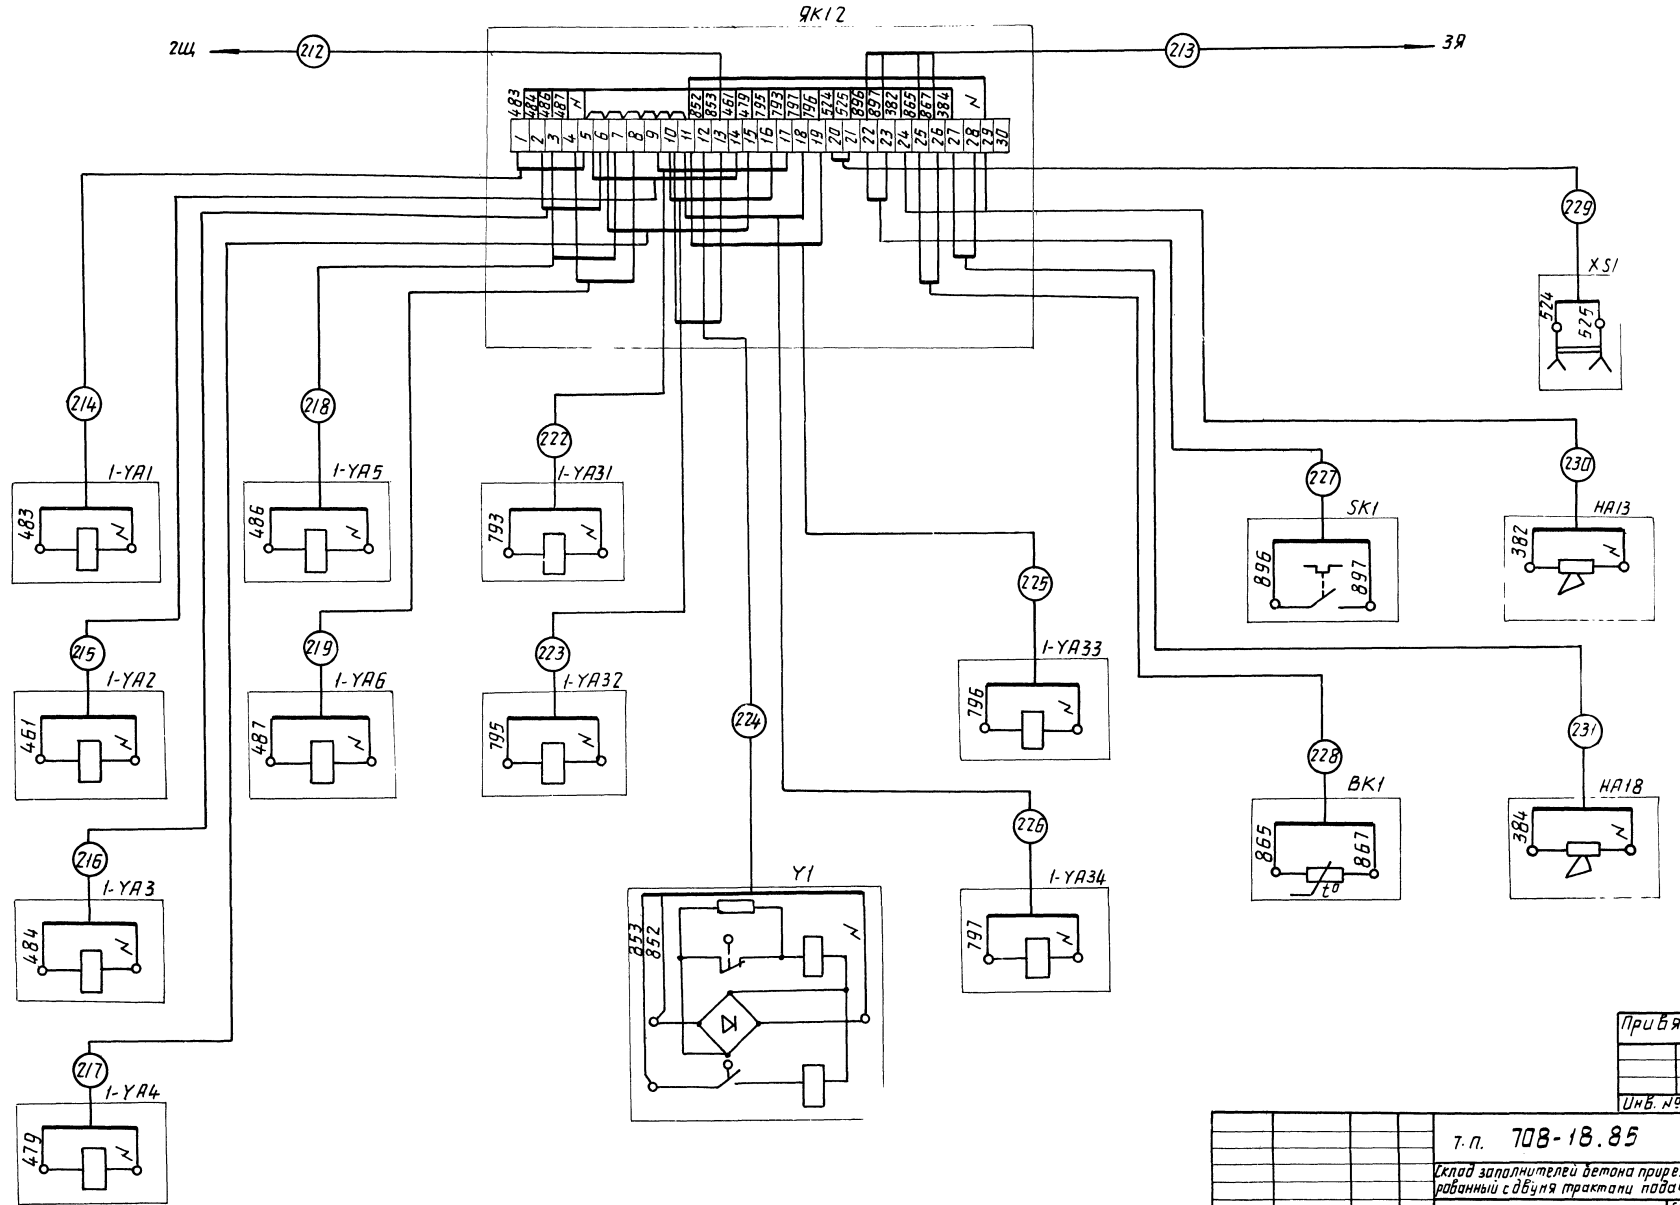 ЯК12
2Щ
212
213
3Я
483 484 486 487 N 852 853 461 479 795 793 797 796 524 525 896 897 382 865 867 384 N
1 2 3 4 5 6 7 8 9 10 11 12 13 14 15 16 17 18 19 20 21 22 23 24 25 26 27 28 29 30
229
XS1
524 525
214
218
222
227
230
1-YA1
1-YA5
1-YA31
SK1
HA13
483 N
486 N
793 N
896 897
382 N
225
215
219
223
1-YA33
1-YA2
1-YA6
1-YA32
796 N
461 N
487 N
795 N
224
228
231
BK1
HA18
226
865 867
384 N
t°
216
1-YA3
Y1
1-YA34
484 N
853 852 N
797 N
217
1-YA4
479 N
Инв. №
Т.П. 708-18.85
Склад заполнителей бетона
с двумя трактами